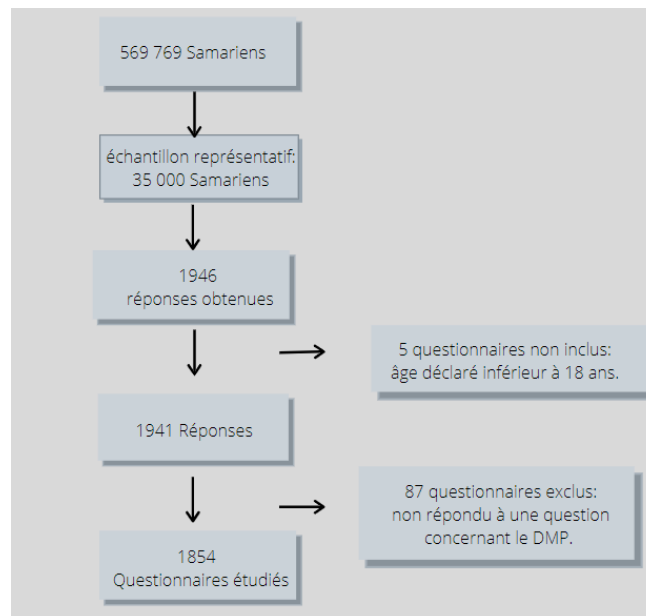 569 769 Samariens
échantillon représentatif:
35 000 Samariens
1946
réponses obtenues
5 questionnaires non inclus:
âge déclaré inférieur à 18 ans.
1941 Réponses
87 questionnaires exclus:
non répondu à une question
concernant le DMP.
1854
Questionnaires étudiés